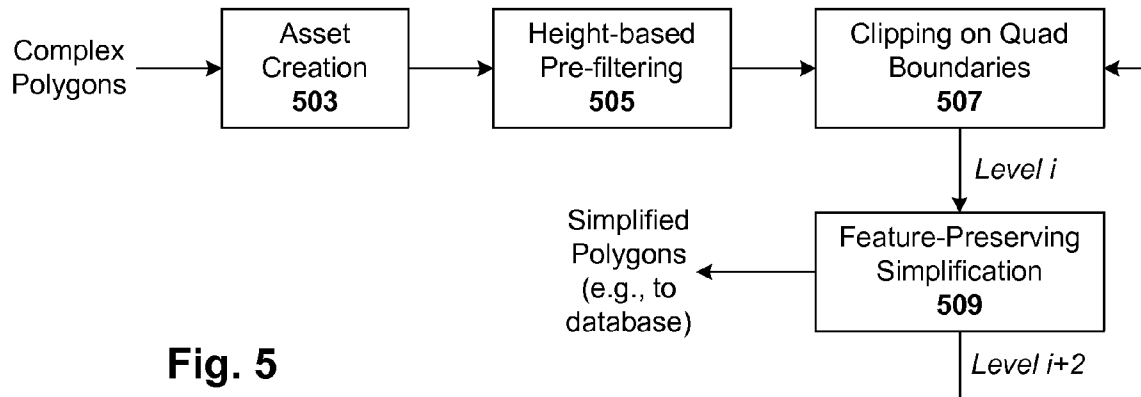 Complex
Polygons
Asset
Creation
503
Height-based
Pre-filtering
505
Clipping on Quad
Boundaries
507
Level i
Simplified
Polygons
(e.g., to
database)
Feature-Preserving
Simplification
509
Fig. 5
Level i+2